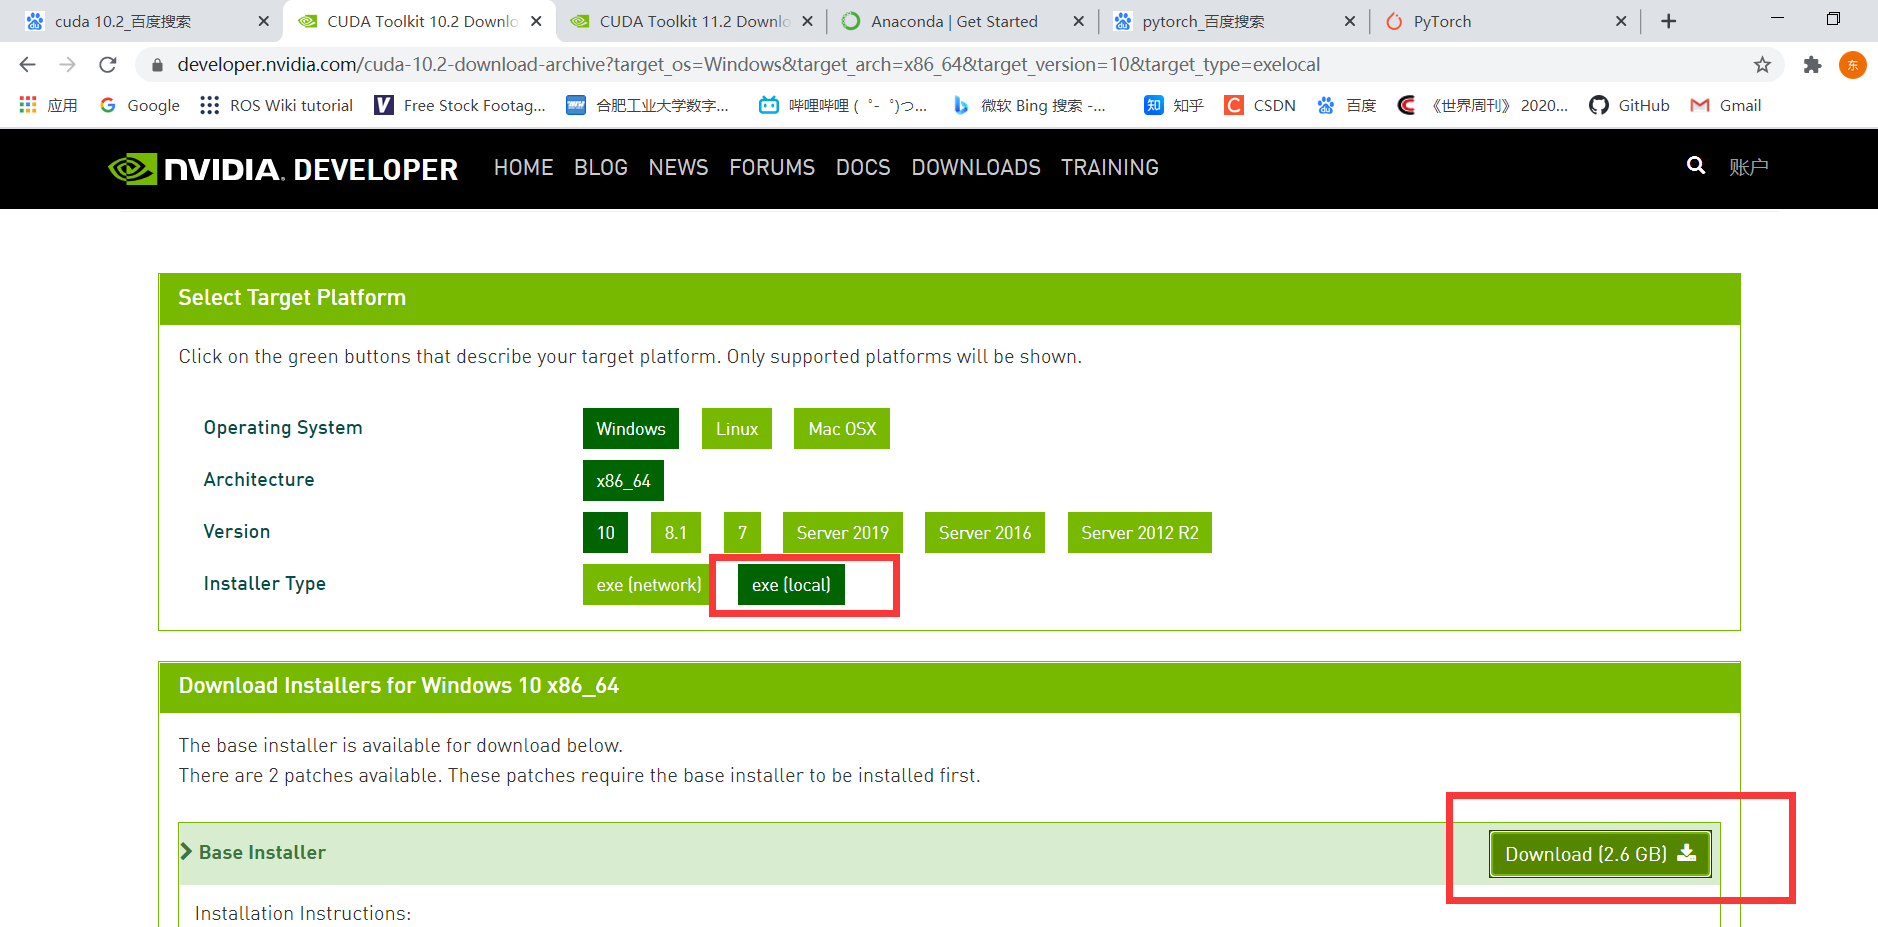 cuda 10.2_百度搜索
CUDA Toolkit 10.2 Downlo
CUDA Toolkit 11.2 Downlo
Anaconda | Get Started
pytorch_百度搜索
PyTorch
developer.nvidia.com/cuda-10.2-download-archive?target_os=Windows&target_arch=x86_64&target_version=10&target_type=exelocal
东
应用 Google ROS Wiki tutorial Free Stock Footag... 合肥工业大学数字... 哔哩哔哩 ( ゜- ゜)つ... 微软 Bing 搜索 -... 知乎 CSDN 百度 《世界周刊》 2020... GitHub Gmail
NVIDIA. DEVELOPER HOME BLOG NEWS FORUMS DOCS DOWNLOADS TRAINING 账户
Select Target Platform
Click on the green buttons that describe your target platform. Only supported platforms will be shown.
Operating System Windows Linux Mac OSX
Architecture x86_64
Version 10 8.1 7 Server 2019 Server 2016 Server 2012 R2
Installer Type exe (network) exe (local)
Download Installers for Windows 10 x86_64
The base installer is available for download below.
There are 2 patches available. These patches require the base installer to be installed first.
Base Installer Download (2.6 GB)
Installation Instructions: